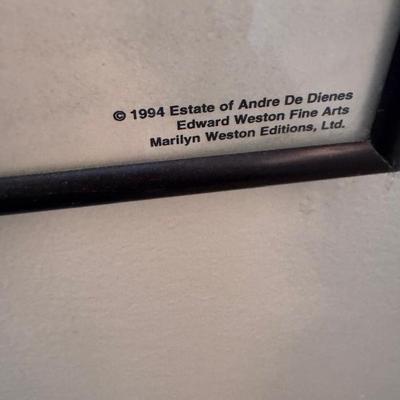 © 1994 Estate of Andre De Dienes
Edward Weston Fine Arts
Marilyn Weston Editions, Ltd.